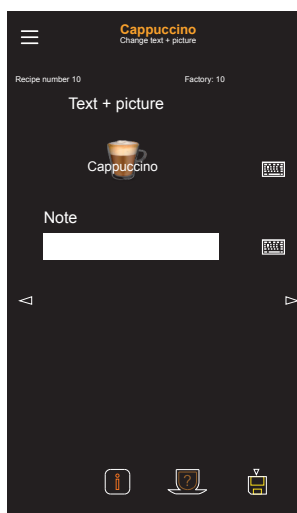 Cappuccino
Change text + picture
Recipe number 10 Factory: 10
Text + picture
Cappuccino
Note
?